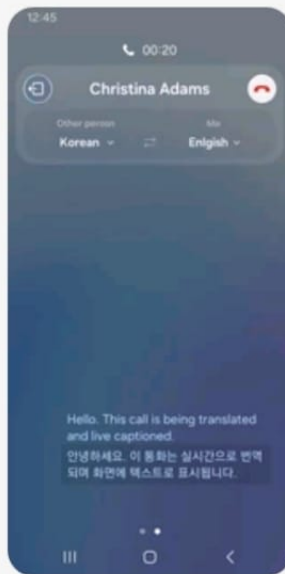 12:45
00:20
Christina Adams
Other person
Me
Korean
Enlgish
Hello. This call is being translated
and live captioned.
안녕하세요. 이 통화는 실시간으로 번역
되며 화면에 텍스트로 표시됩니다.